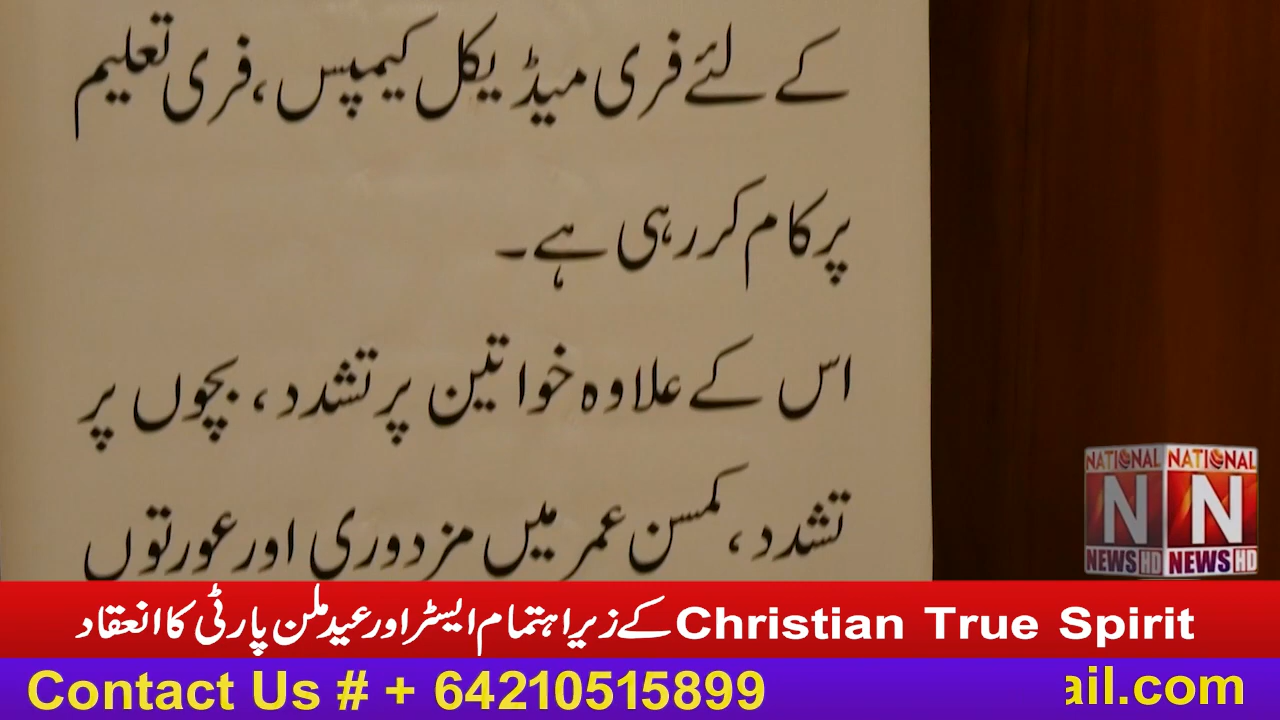 کے لئے فری میڈیکل کیمپس، فری تعلیم
پر کام کر رہی ہے۔
اس کے علاوہ خواتین پر تشدد، بچوں پر
تشدد، کمسن عمر میں مزدوری اور عورتوں
NATIONAL NATIONAL
N N
NEWS HD NEWS HD
Christian True Spirit کے زیر اہتمام ایسٹر اور عید ملن پارٹی کا انعقاد
Contact Us # + 64210515899 ail.com